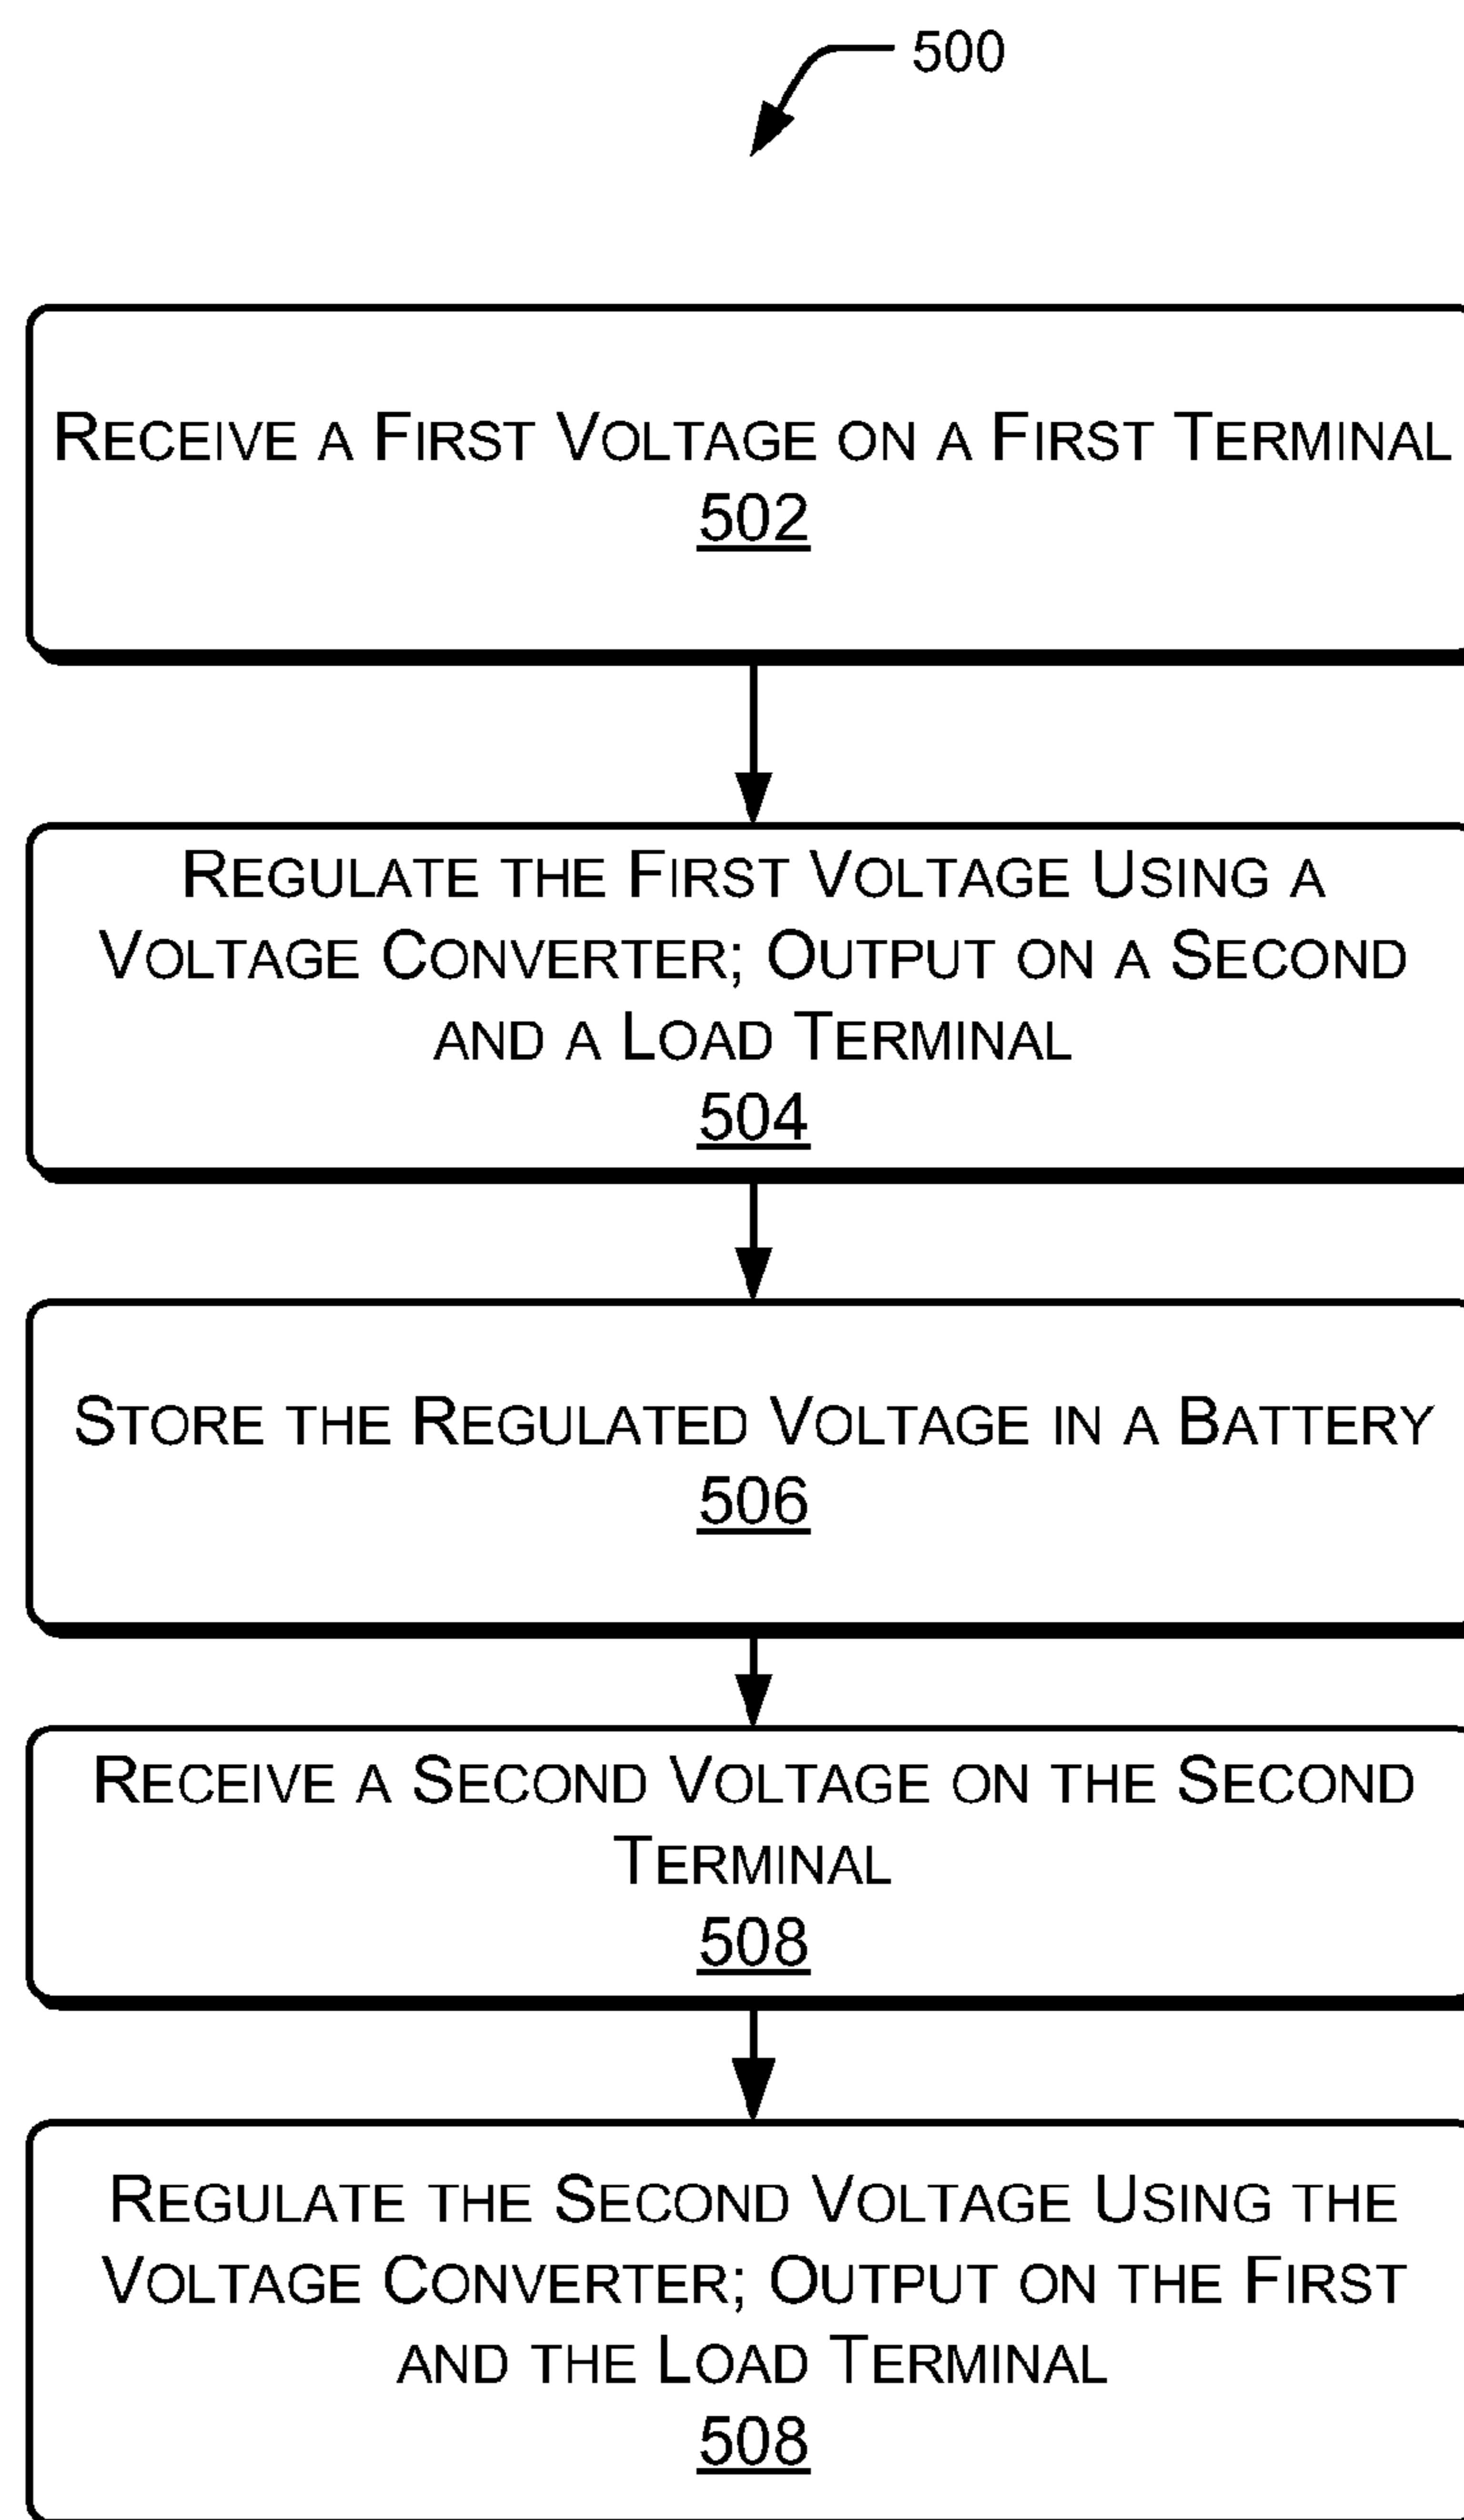 500
RECEIVE A FIRST VOLTAGE ON A FIRST TERMINAL
502
REGULATE THE FIRST VOLTAGE USING A
VOLTAGE CONVERTER; OUTPUT ON A SECOND
AND A LOAD TERMINAL
504
STORE THE REGULATED VOLTAGE IN A BATTERY
506
RECEIVE A SECOND VOLTAGE ON THE SECOND
TERMINAL
508
REGULATE THE SECOND VOLTAGE USING THE
VOLTAGE CONVERTER; OUTPUT ON THE FIRST
AND THE LOAD TERMINAL
508